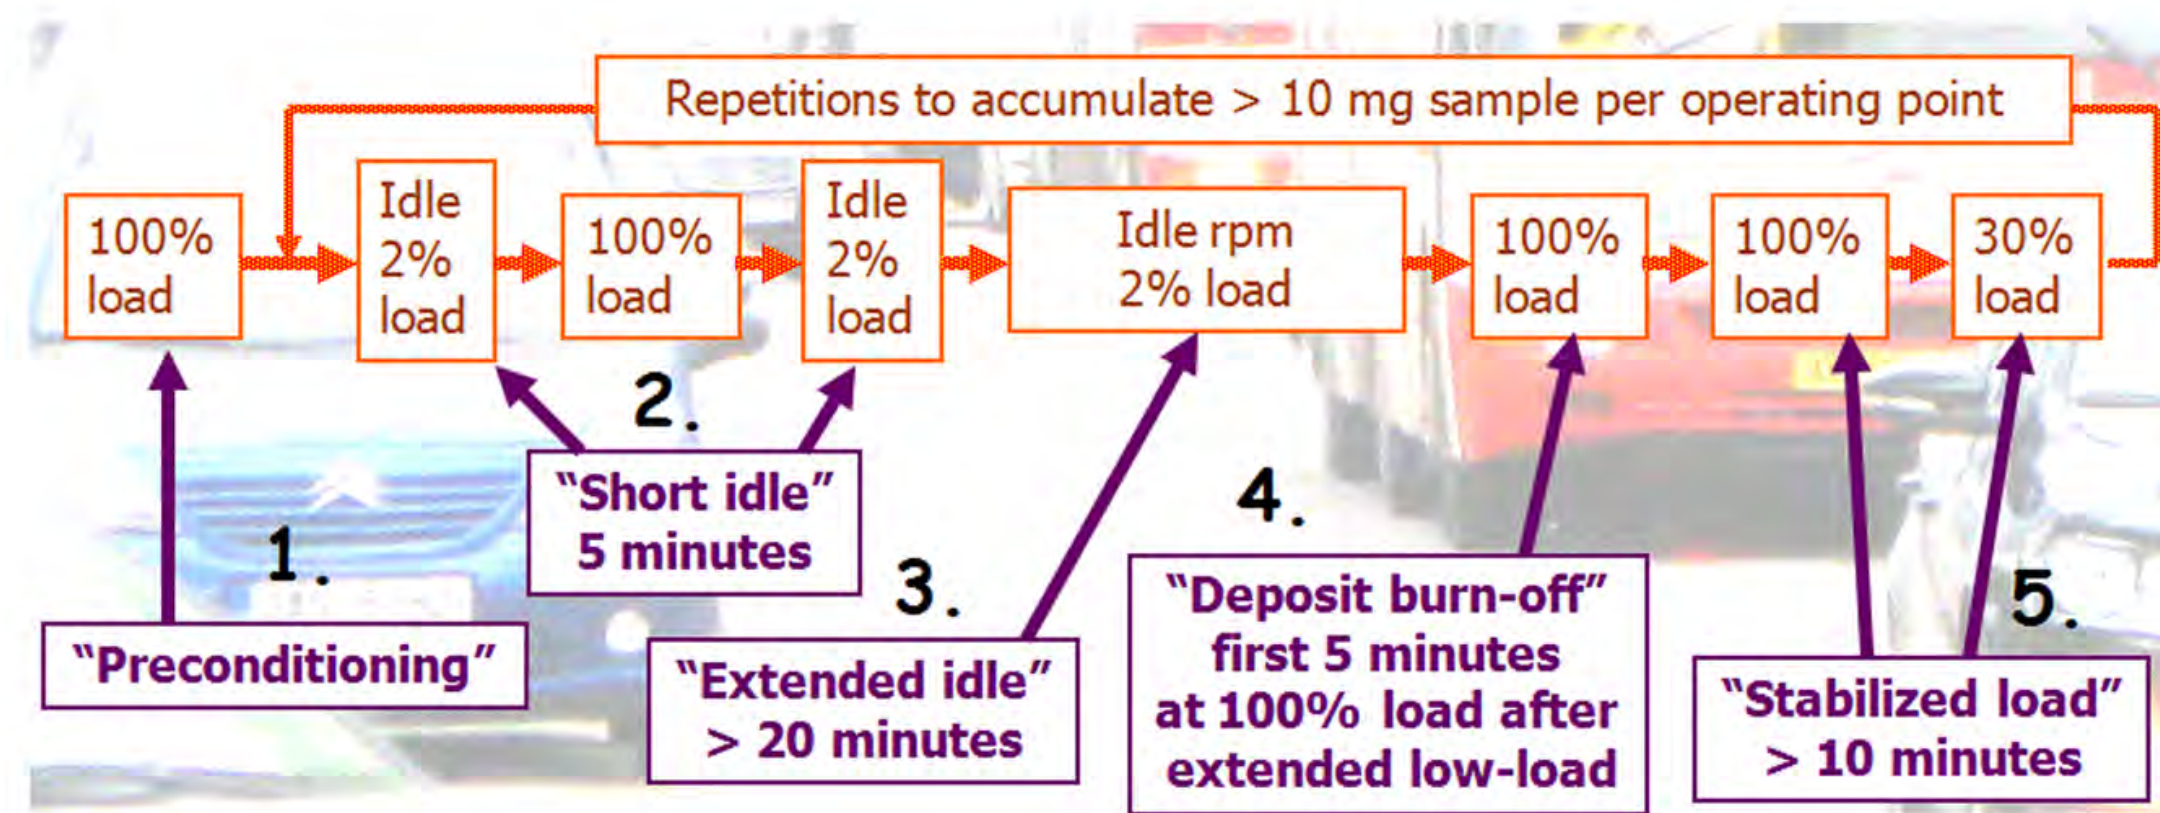 Repetitions to accumulate > 10 mg sample per operating point
100%
load
Idle
2%
load
100%
load
Idle
2%
load
Idle rpm
2% load
100%
load
100%
load
30%
load
1.
"Preconditioning"
2.
"Short idle"
5 minutes
3.
"Extended idle"
> 20 minutes
4.
"Deposit burn-off"
first 5 minutes
at 100% load after
extended low-load
5.
"Stabilized load"
> 10 minutes